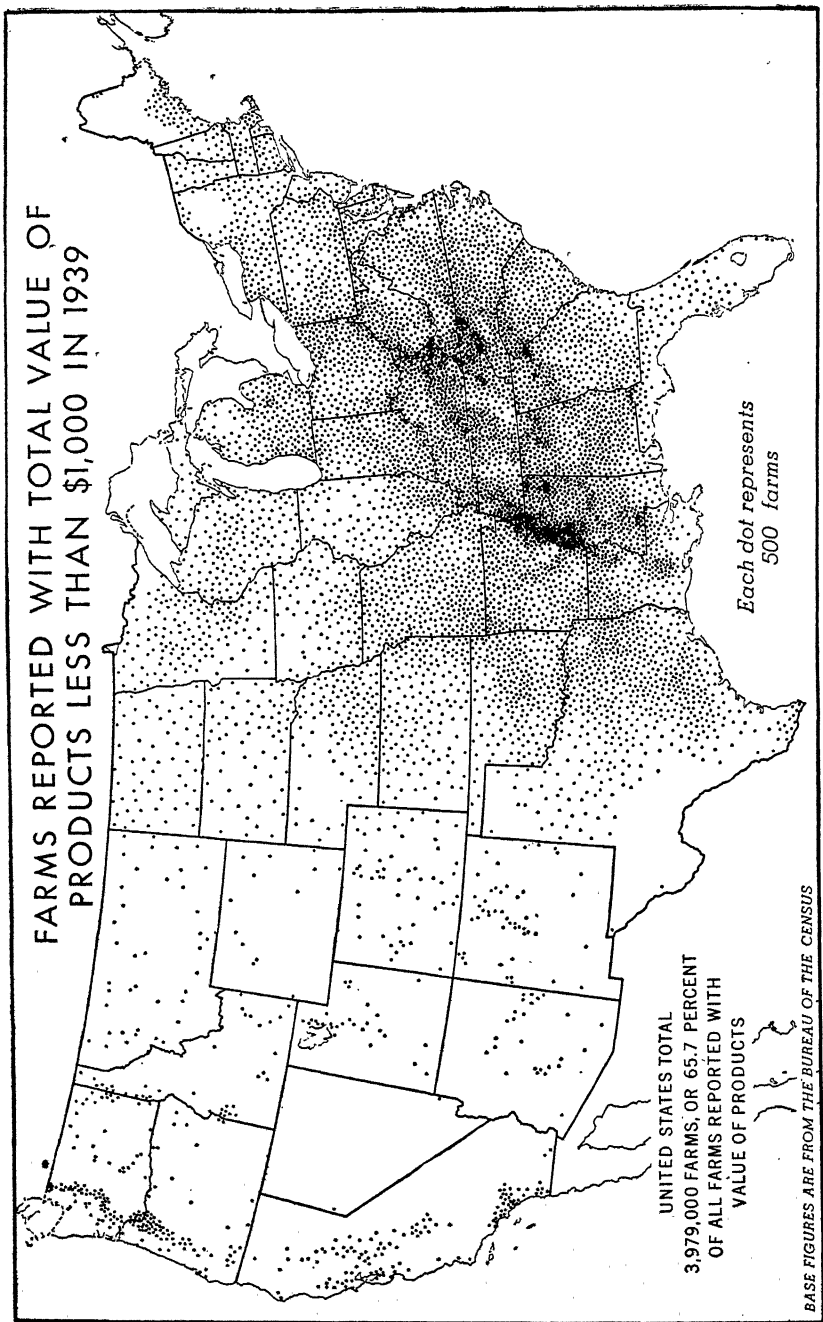 FARMS REPORTED WITH TOTAL VALUE OF
PRODUCTS LESS THAN $1,000 IN 1939
Each dot represents
500 farms
UNITED STATES TOTAL
3,979,000 FARMS, OR 65.7 PERCENT
OF ALL FARMS REPORTED WITH
VALUE OF PRODUCTS
BASE FIGURES ARE FROM THE BUREAU OF THE CENSUS